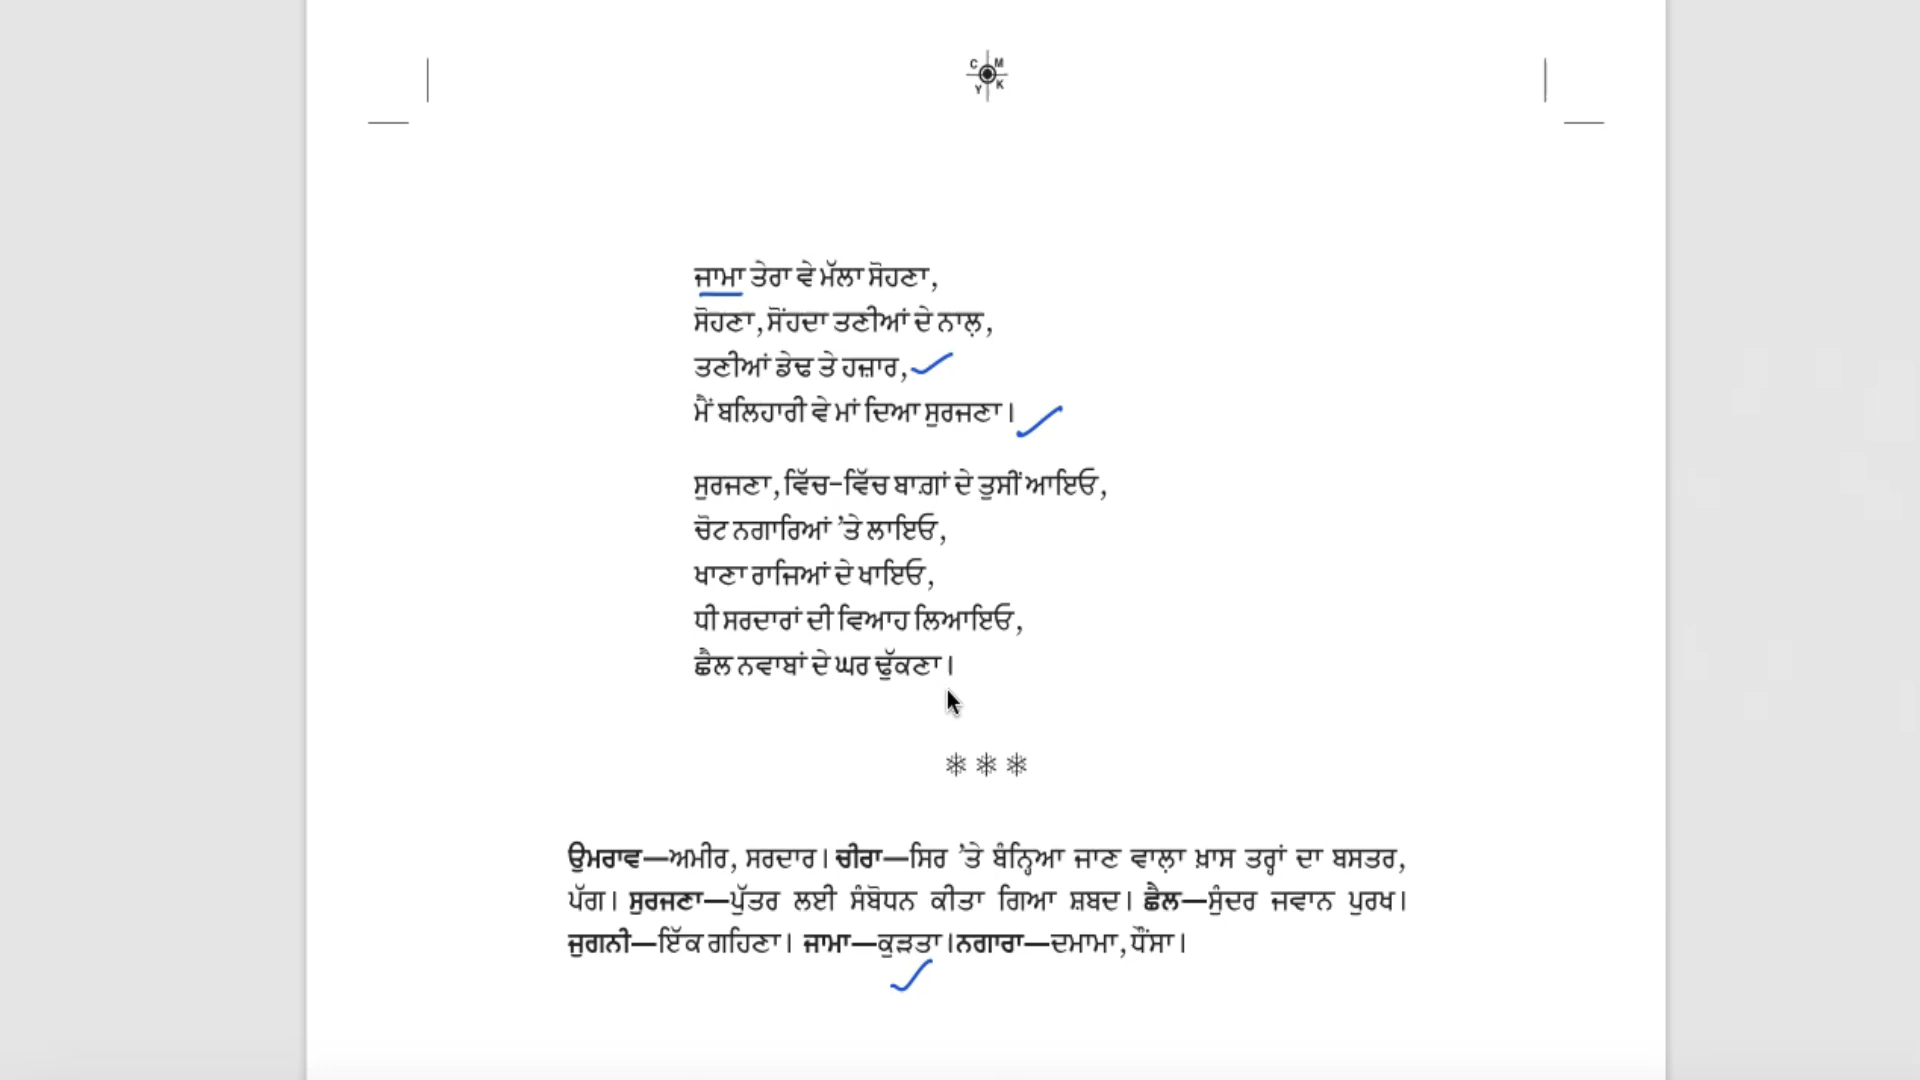 C M
Y K
ਜਾਮਾ ਤੇਰਾ ਵੇ ਮੱਲਾ ਸੋਹਣਾ,
ਸੋਹਣਾ, ਸੋਂਹਦਾ ਤਣੀਆਂ ਦੇ ਨਾਲ਼,
ਤਣੀਆਂ ਡੇਢ ਤੇ ਹਜ਼ਾਰ,
ਮੈਂ ਬਲਿਹਾਰੀ ਵੇ ਮਾਂ ਦਿਆ ਸੁਰਜਣਾ।
ਸੁਰਜਣਾ, ਵਿੱਚ-ਵਿੱਚ ਬਾਗ਼ਾਂ ਦੇ ਤੁਸੀਂ ਆਇਓ,
ਚੋਟ ਨਗਾਰਿਆਂ 'ਤੇ ਲਾਇਓ,
ਖਾਣਾ ਰਾਜਿਆਂ ਦੇ ਖਾਇਓ,
ਧੀ ਸਰਦਾਰਾਂ ਦੀ ਵਿਆਹ ਲਿਆਇਓ,
ਛੈਲ ਨਵਾਬਾਂ ਦੇ ਘਰ ਢੁੱਕਣਾ।
ਉਮਰਾਵ—ਅਮੀਰ, ਸਰਦਾਰ। ਚੀਰਾ—ਸਿਰ 'ਤੇ ਬੰਨ੍ਹਿਆ ਜਾਣ ਵਾਲ਼ਾ ਖ਼ਾਸ ਤਰ੍ਹਾਂ ਦਾ ਬਸਤਰ,
ਪੱਗ। ਸੁਰਜਣਾ—ਪੁੱਤਰ ਲਈ ਸੰਬੋਧਨ ਕੀਤਾ ਗਿਆ ਸ਼ਬਦ। ਛੈਲ—ਸੁੰਦਰ ਜਵਾਨ ਪੁਰਖ।
ਜੁਗਨੀ—ਇੱਕ ਗਹਿਣਾ। ਜਾਮਾ—ਕੁੜਤਾ। ਨਗਾਰਾ—ਦਮਾਮਾ, ਧੌਂਸਾ।